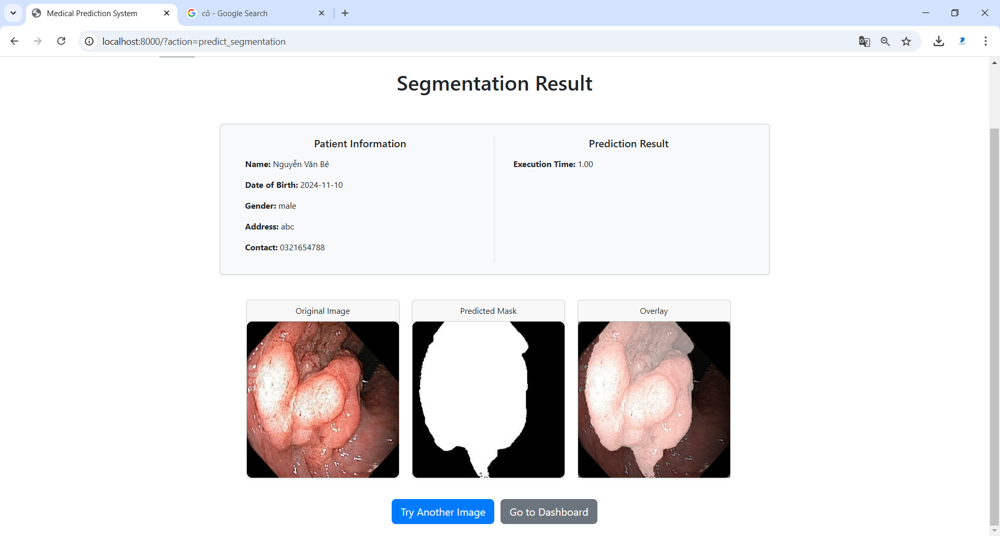 Medical Prediction System
cỏ - Google Search
localhost:8000/?action=predict_segmentation
Segmentation Result
Patient Information
Name: Nguyễn Văn Bé
Date of Birth: 2024-11-10
Gender: male
Address: abc
Contact: 0321654788
Prediction Result
Execution Time: 1.00
Original Image
Predicted Mask
Overlay
Try Another Image
Go to Dashboard